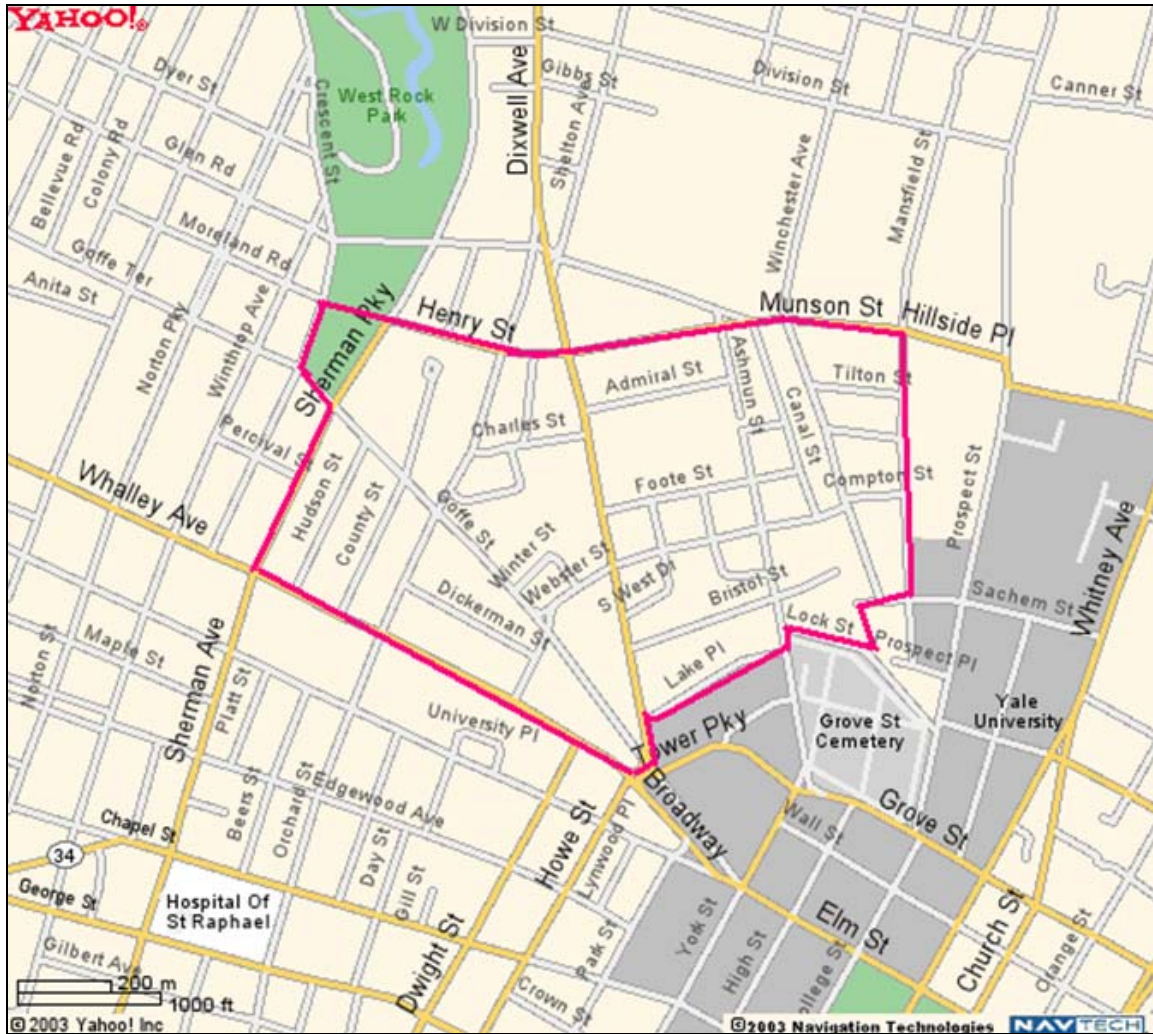 YAHOO!®
W Division St
Dyer St
Gibbs St
Division St
Canner St
West Rock
Park
Crescent St
Dixwell Ave
Shelton Ave
Bellevue Rd
Colony Rd
Glen Rd
Winchester Ave
Mansfield St
Moreland Rd
Goffe Ter
Anita St
Norton Pky
Winthrop Ave
Sherman Pky
Henry St
Munson St
Hillside Pl
Ashmun St
Tilton St
Admiral St
Canal St
Charles St
Percival St
Hudson St
County St
Goffe St
Foote St
Compton St
Prospect St
Whalley Ave
Winter St
Webster St
S West Dr
Bristol St
Dickerman St
Sachem St
Whitney Ave
Lock St
Prospect Pl
Lake Pl
Maple St
Norton St
Sherman Ave
Platt St
University Pl
Tower Pky
Grove St
Cemetery
Yale
University
Broadway
Beers St
Orchard St
Edgewood Ave
Howe St
Lynwood Pl
Wall St
Grove St
Chapel St
34
Day St
Gill St
George St
Hospital Of
St Raphael
Elm St
York St
High St
College St
Church St
Orange St
Park St
Dwight St
Gilbert Ave
Crown St
200 m
1000 ft
©2003 Yahoo! Inc
©2003 Navigation Technologies
NAVTECH